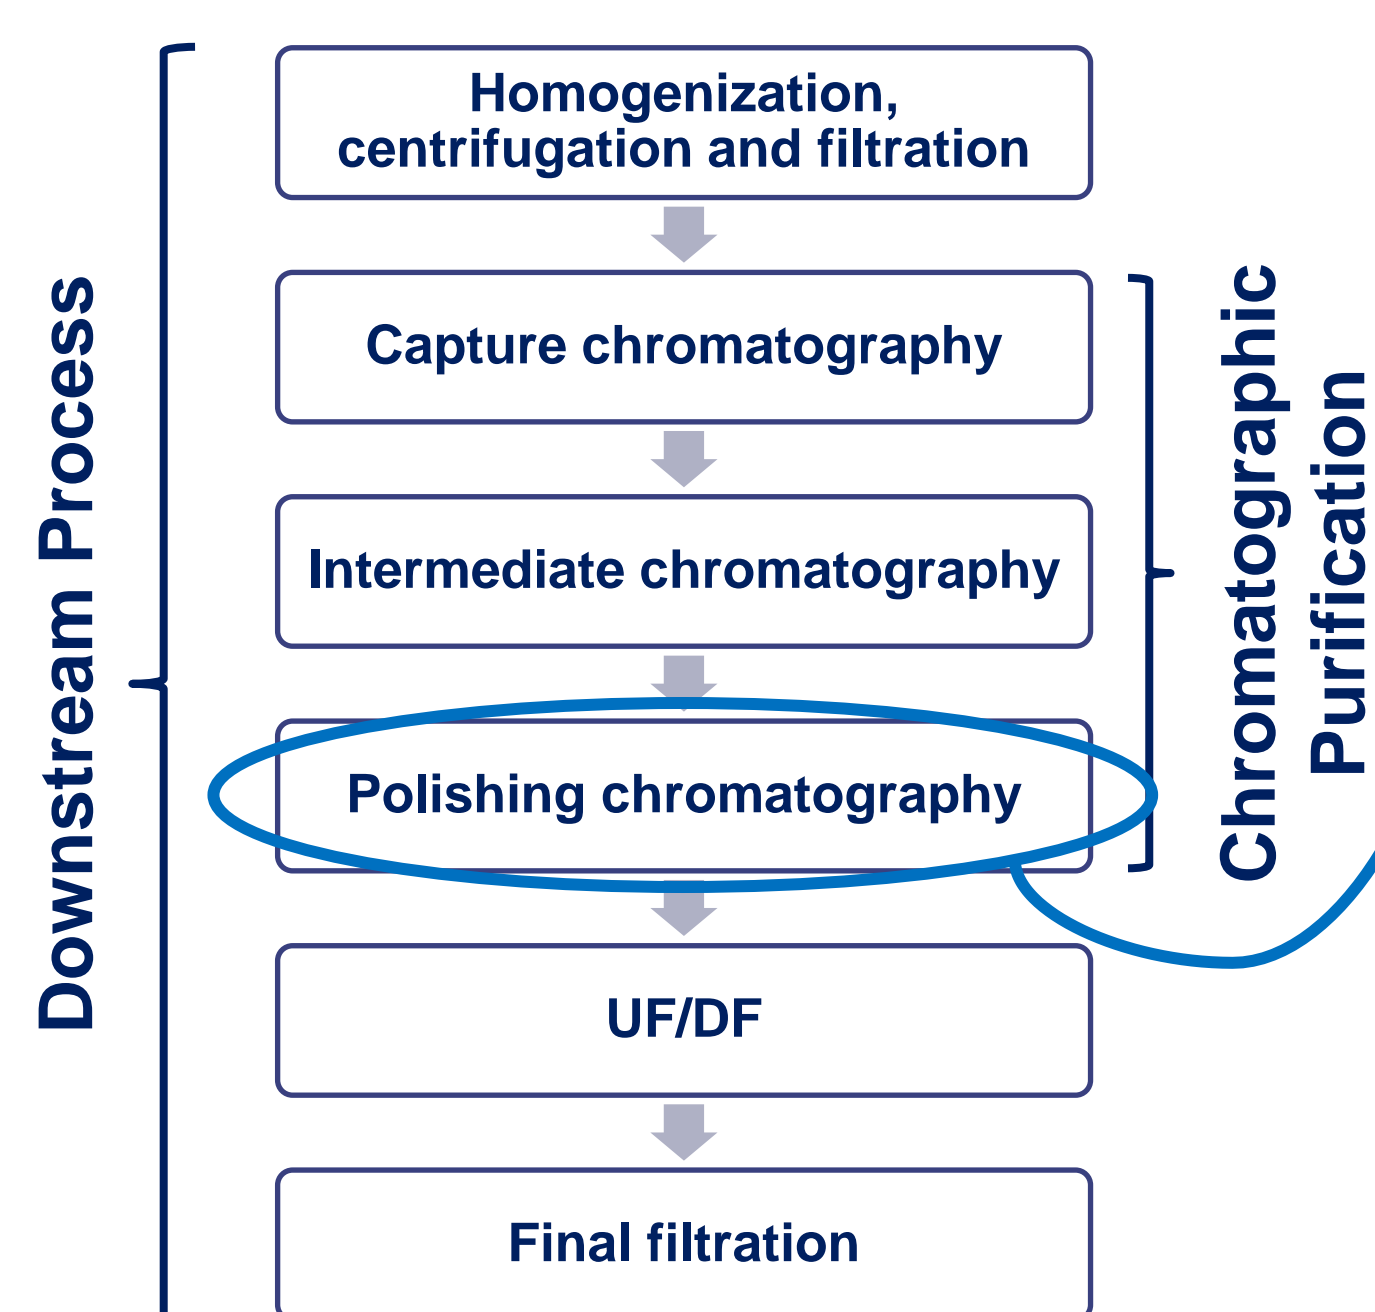 Downstream Process
Homogenization,
centrifugation and filtration
Capture chromatography
Intermediate chromatography
Polishing chromatography
UF/DF
Final filtration
Chromatographic
Purification